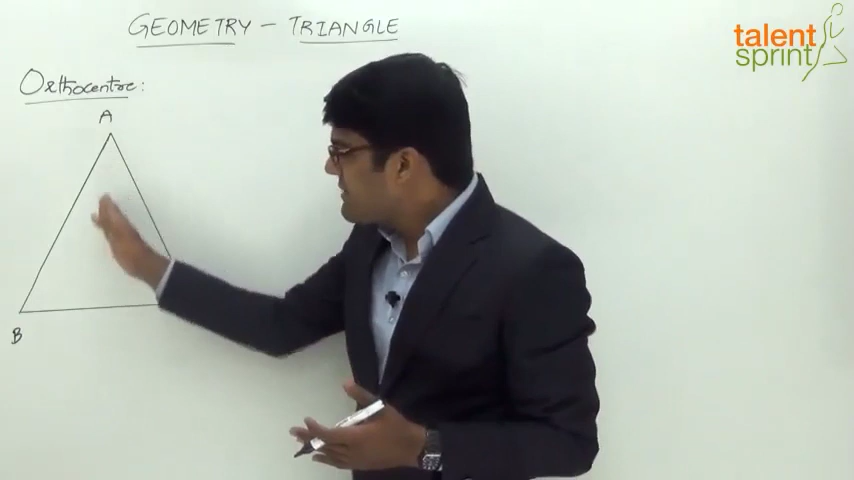 GEOMETRY - TRIANGLE
talent
sprint
Orthocentre:
A
B